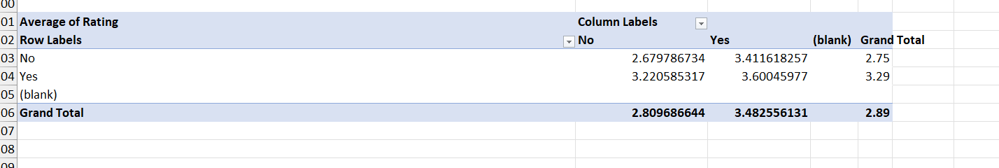 00
01 Average of Rating Column Labels
02 Row Labels No Yes (blank) Grand Total
03 No 2.679786734 3.411618257 2.75
04 Yes 3.220585317 3.60045977 3.29
05 (blank)
06 Grand Total 2.809686644 3.482556131 2.89
07
08
09